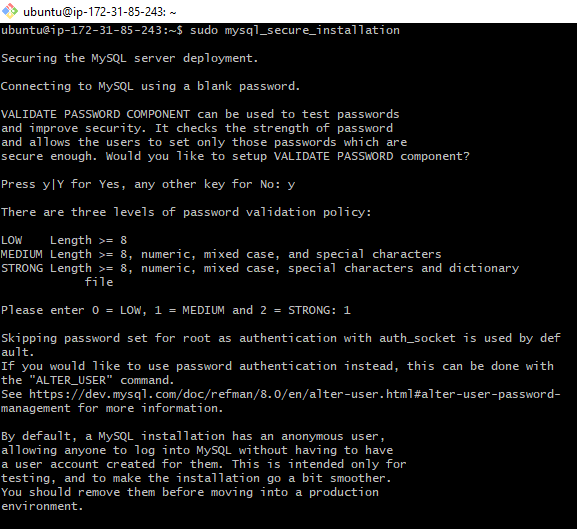 ubuntu@ip-172-31-85-243: ~
ubuntu@ip-172-31-85-243:~$ sudo mysql_secure_installation
Securing the MySQL server deployment.
Connecting to MySQL using a blank password.
VALIDATE PASSWORD COMPONENT can be used to test passwords
and improve security. It checks the strength of password
and allows the users to set only those passwords which are
secure enough. Would you like to setup VALIDATE PASSWORD component?
Press y|Y for Yes, any other key for No: y
There are three levels of password validation policy:
LOW    Length >= 8
MEDIUM Length >= 8, numeric, mixed case, and special characters
STRONG Length >= 8, numeric, mixed case, special characters and dictionary
            file
Please enter 0 = LOW, 1 = MEDIUM and 2 = STRONG: 1
Skipping password set for root as authentication with auth_socket is used by def
ault.
If you would like to use password authentication instead, this can be done with
the "ALTER_USER" command.
See https://dev.mysql.com/doc/refman/8.0/en/alter-user.html#alter-user-password-
management for more information.
By default, a MySQL installation has an anonymous user,
allowing anyone to log into MySQL without having to have
a user account created for them. This is intended only for
testing, and to make the installation go a bit smoother.
You should remove them before moving into a production
environment.